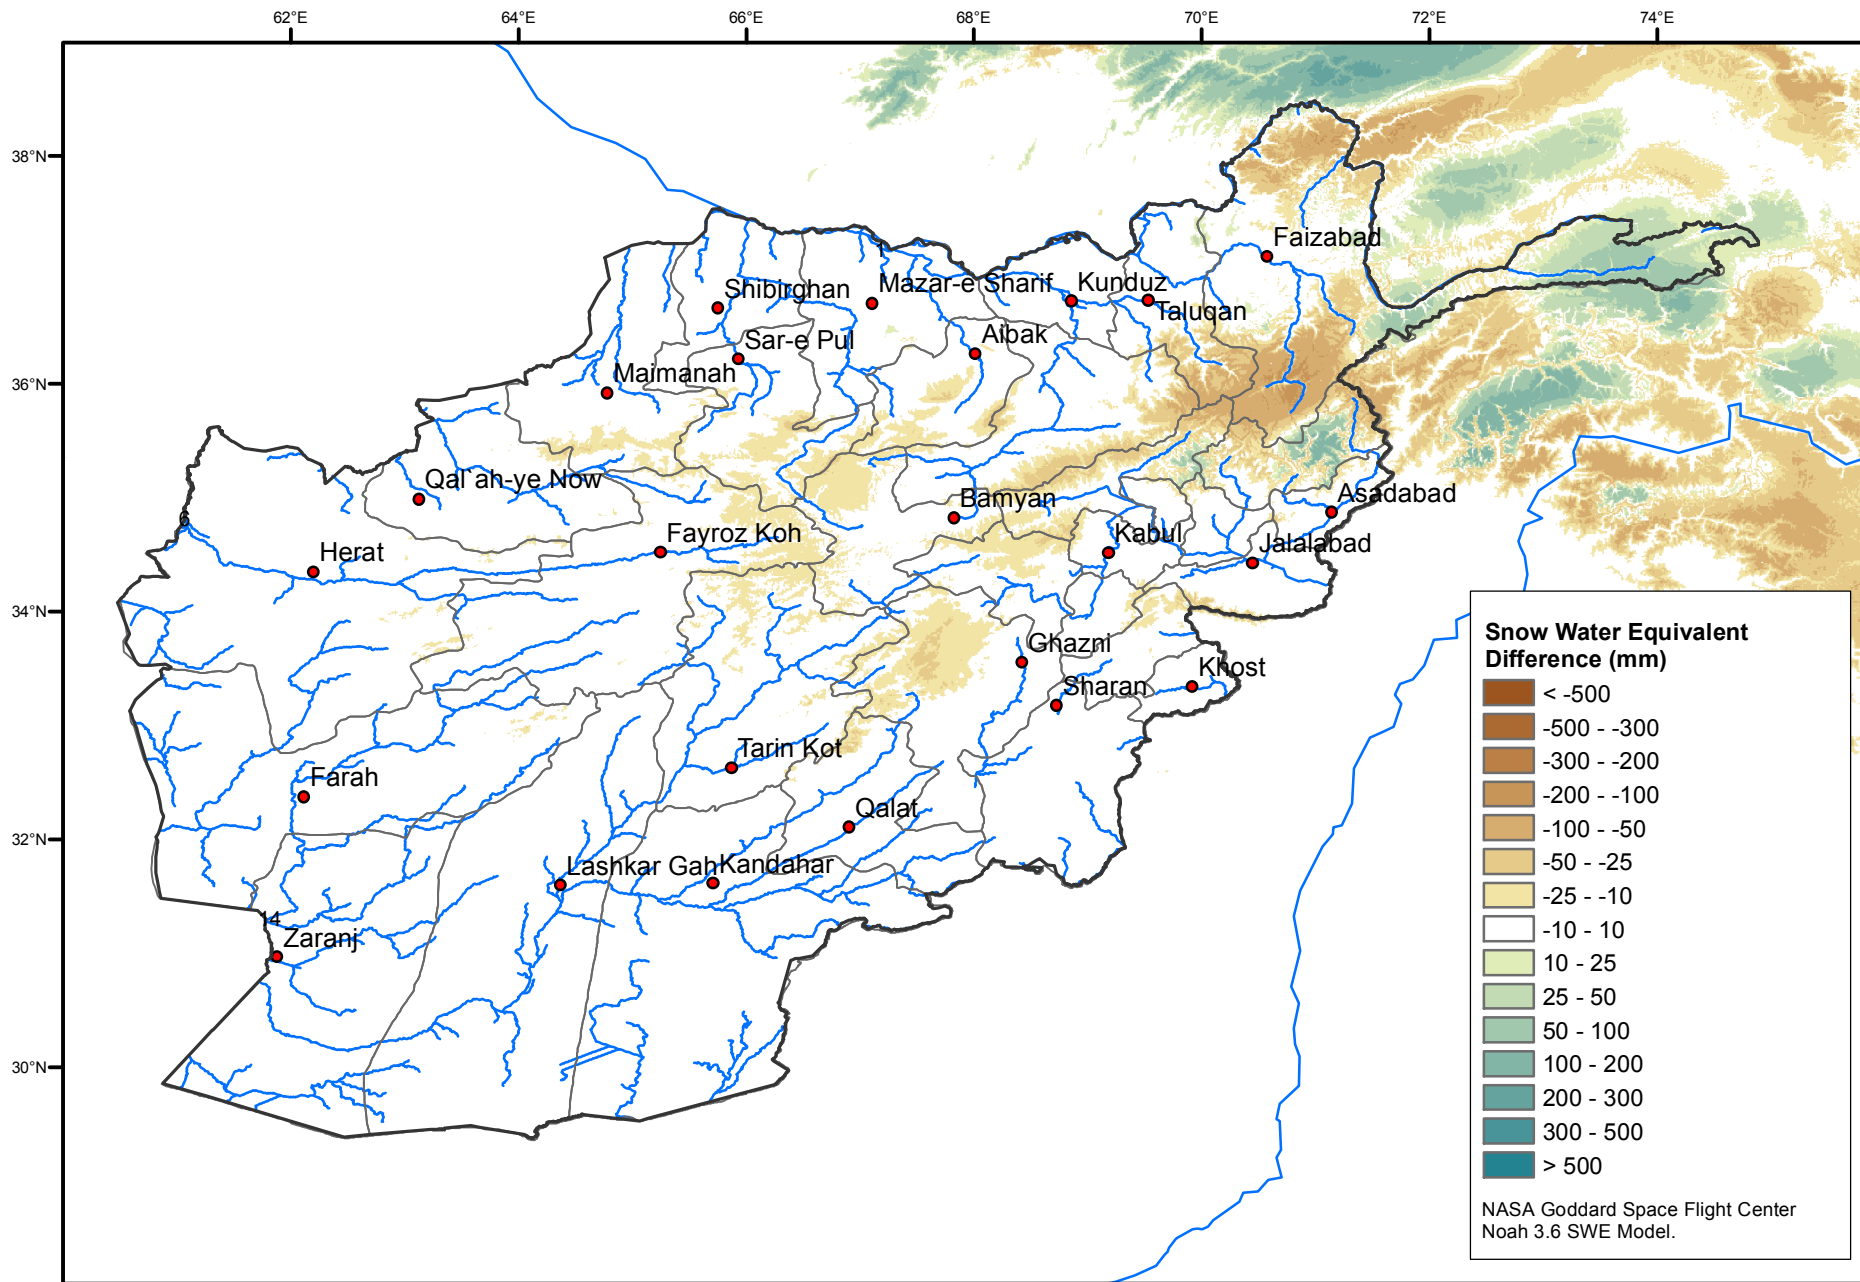 62°E 64°E 66°E 68°E 70°E 72°E 74°E
38°N
36°N
34°N
32°N
30°N
Faizabad
Shibirghan
Mazar-e Sharif
Kunduz
Taluqan
Sar-e Pul
Aibak
Maimanah
Qal ah-ye Now
Bamyan
Asadabad
6
Herat
Fayroz Koh
Kabul
Jalalabad
Ghazni
Khost
Sharan
Tarin Kot
Farah
Qalat
Lashkar Gah
Kandahar
14
Zaranj
Snow Water Equivalent
Difference (mm)
< -500
-500 - -300
-300 - -200
-200 - -100
-100 - -50
-50 - -25
-25 - -10
-10 - 10
10 - 25
25 - 50
50 - 100
100 - 200
200 - 300
300 - 500
> 500
NASA Goddard Space Flight Center
Noah 3.6 SWE Model.